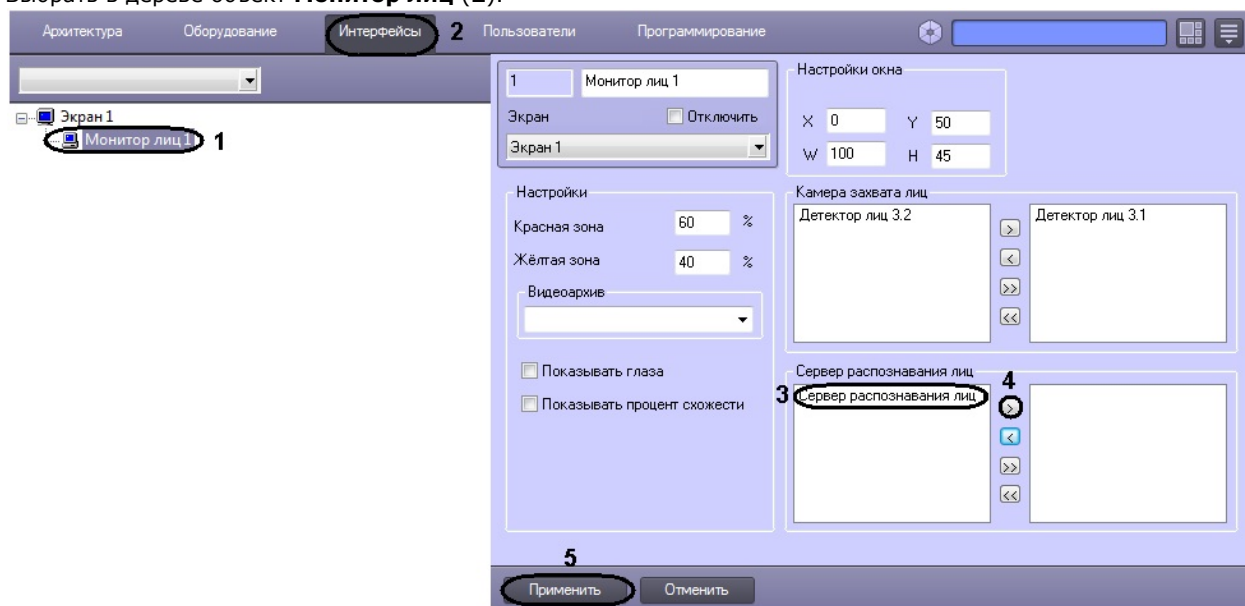 Выбрать в дереве объект Монитор лиц (1).
Архитектура Оборудование Интерфейсы 2 Пользователи Программирование
Экран 1
Монитор лиц 1 1
1 Монитор лиц 1
Экран Отключить
Экран 1
Настройки окна
X 0 Y 50
W 100 H 45
Настройки
Красная зона 60 %
Жёлтая зона 40 %
Видеоархив
Показывать глаза
Показывать процент схожести
Камера захвата лиц
Детектор лиц 3.2 Детектор лиц 3.1
> 
<
>>
<<
Сервер распознавания лиц
3 Сервер распознавания лиц 4
>
<
>>
<<
5
Применить Отменить